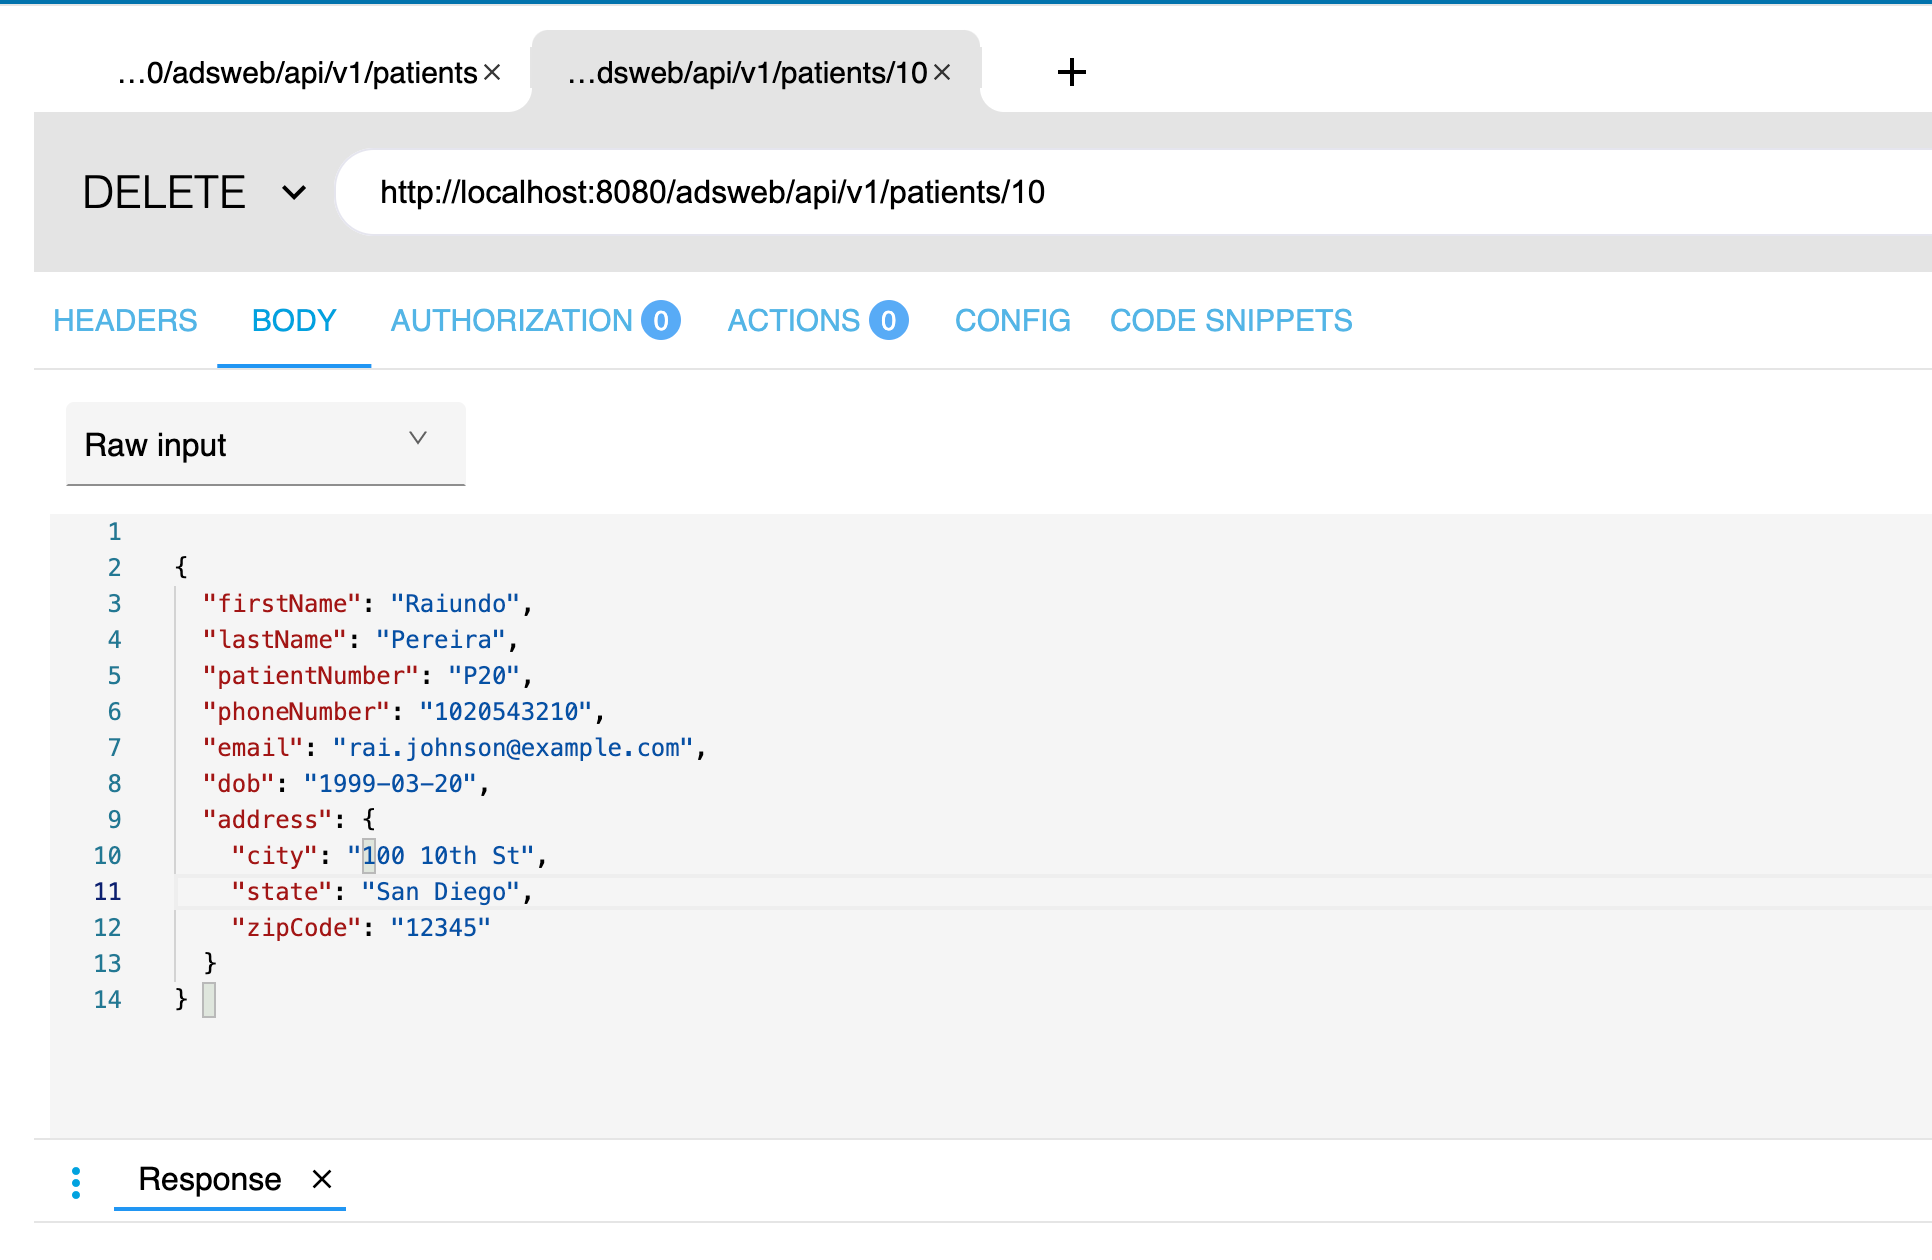 ...0/adsweb/api/v1/patients ...dsweb/api/v1/patients/10
DELETE http://localhost:8080/adsweb/api/v1/patients/10
HEADERS BODY AUTHORIZATION 0 ACTIONS 0 CONFIG CODE SNIPPETS
Raw input
1
2 {
3 "firstName": "Raiundo",
4 "lastName": "Pereira",
5 "patientNumber": "P20",
6 "phoneNumber": "1020543210",
7 "email": "rai.johnson@example.com",
8 "dob": "1999-03-20",
9 "address": {
10 "city": "100 10th St",
11 "state": "San Diego",
12 "zipCode": "12345"
13 }
14 }
Response